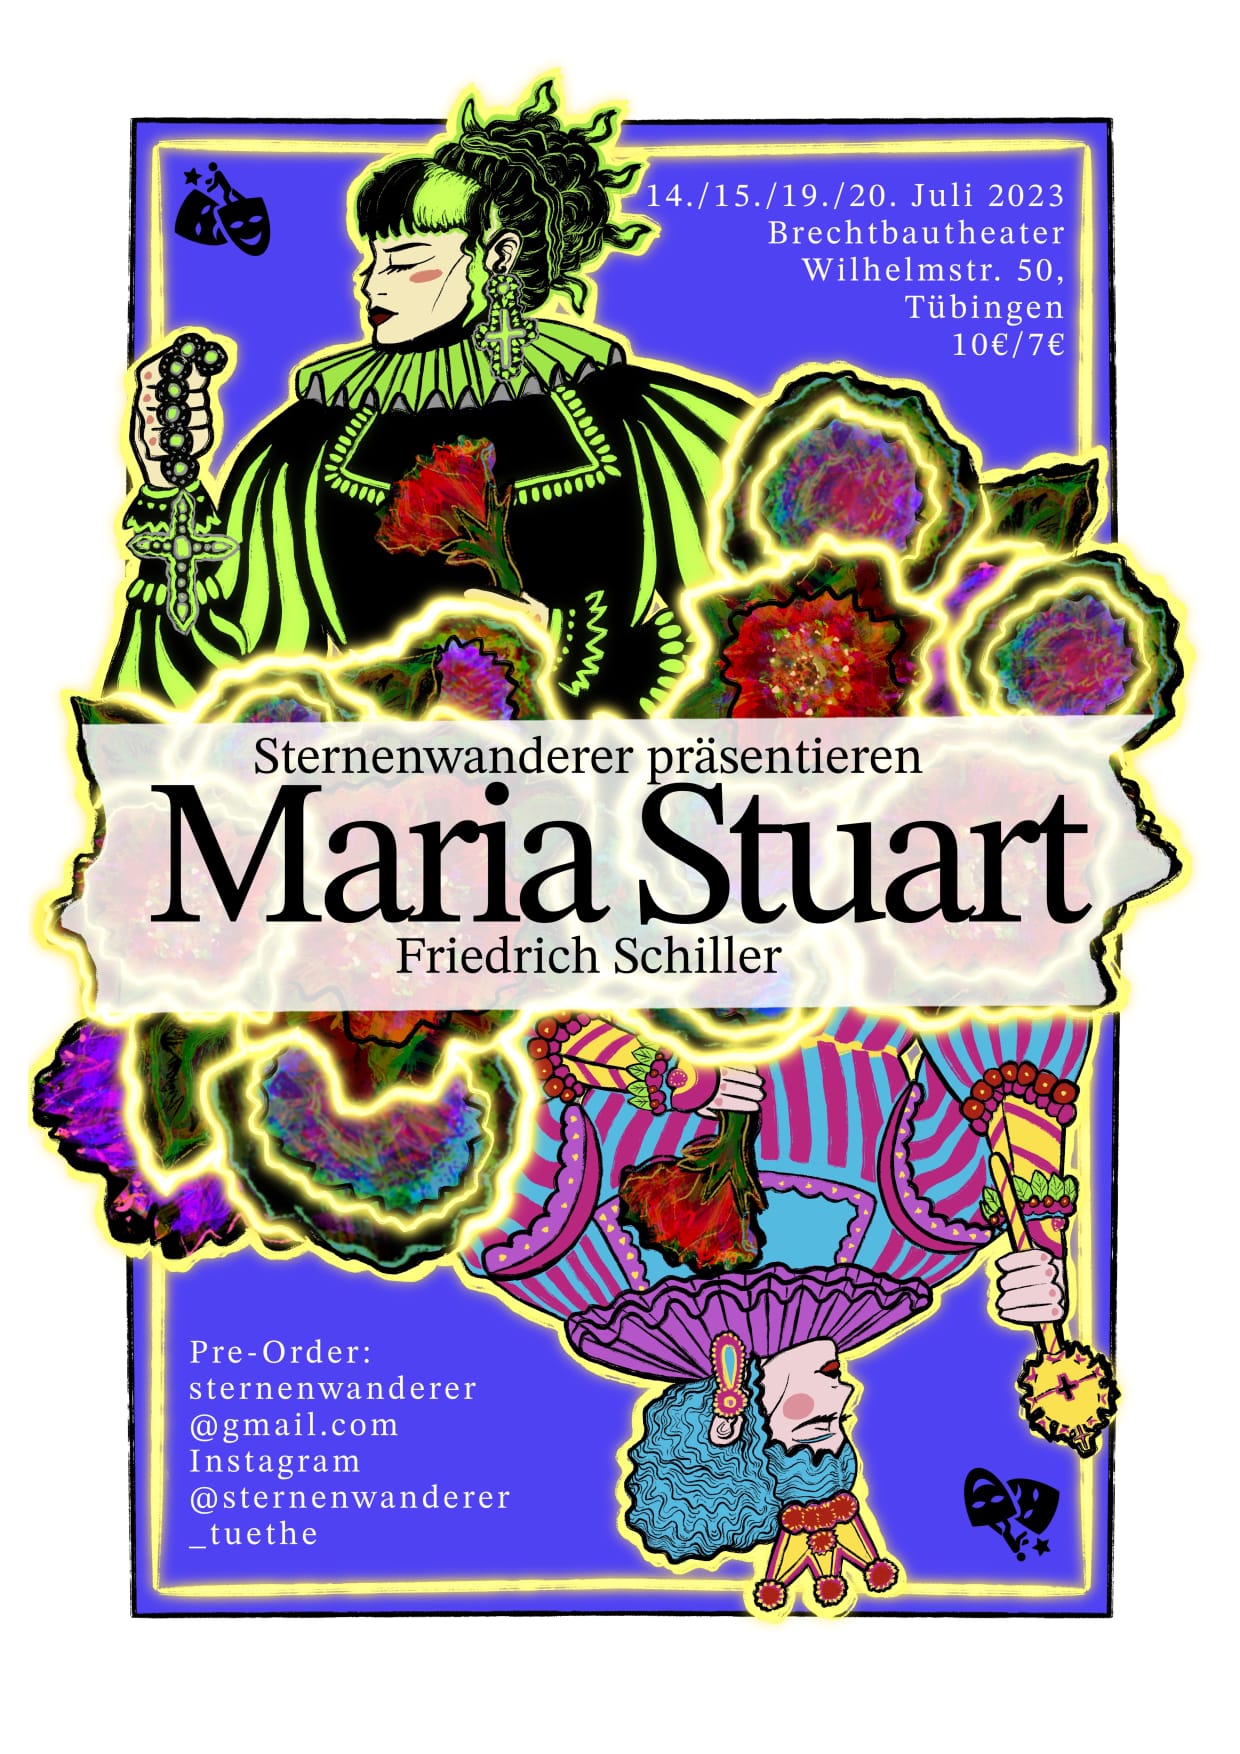 14./15./19./20. Juli 2023
Brechtbautheater
Wilhelmstr. 50,
Tübingen
10€/7€
Sternenwanderer präsentieren
Maria Stuart
Friedrich Schiller
Pre-Order:
sternenwanderer
@gmail.com
Instagram
@sternenwanderer
_tuethe